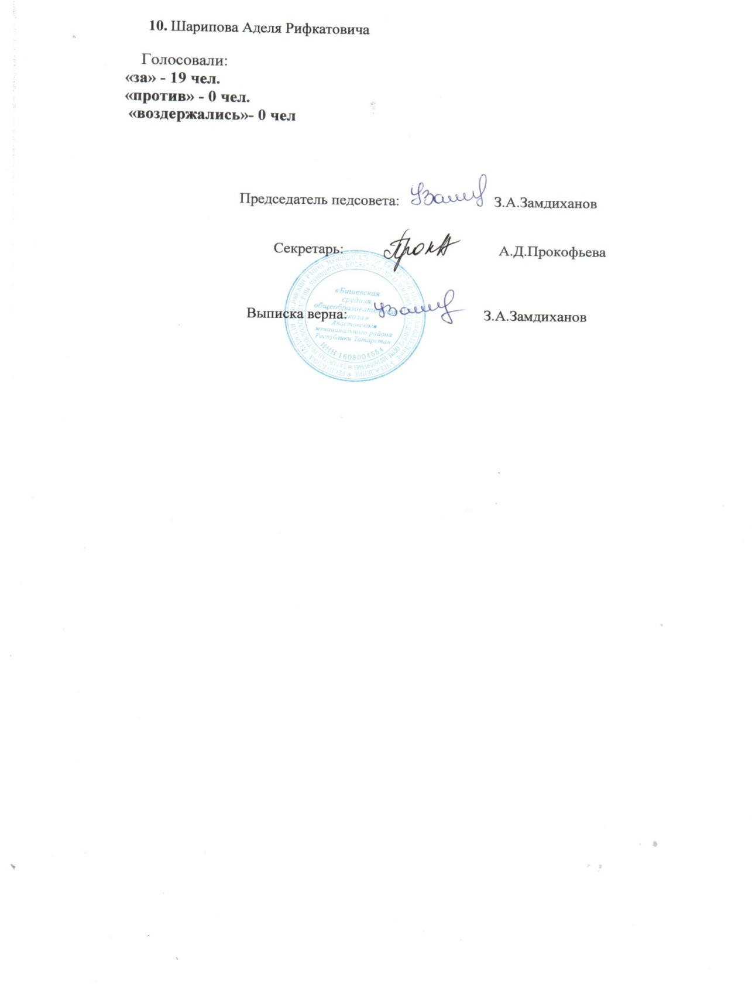 10. Шарипова Аделя Рифкатовича
Голосовали:
«за» - 19 чел.
«против» - 0 чел.
«воздержались»- 0 чел
Председатель педсовета: З.А.Замдиханов
Секретарь: А.Д.Прокофьева
Выписка верна: З.А.Замдиханов
«Бишевская
средняя
общеобразовательная
школа»
Апастовского
муниципального района
Республики Татарстан
ИНН 1608004554